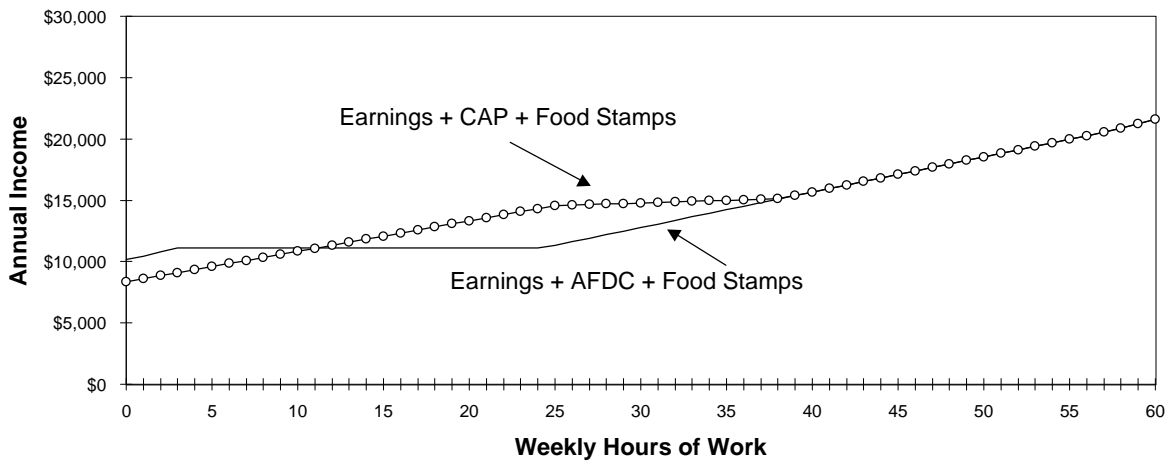 $30,000
$25,000
$20,000
$15,000
$10,000
$5,000
$0
Annual Income
Earnings + CAP + Food Stamps
Earnings + AFDC + Food Stamps
0 5 10 15 20 25 30 35 40 45 50 55 60
Weekly Hours of Work